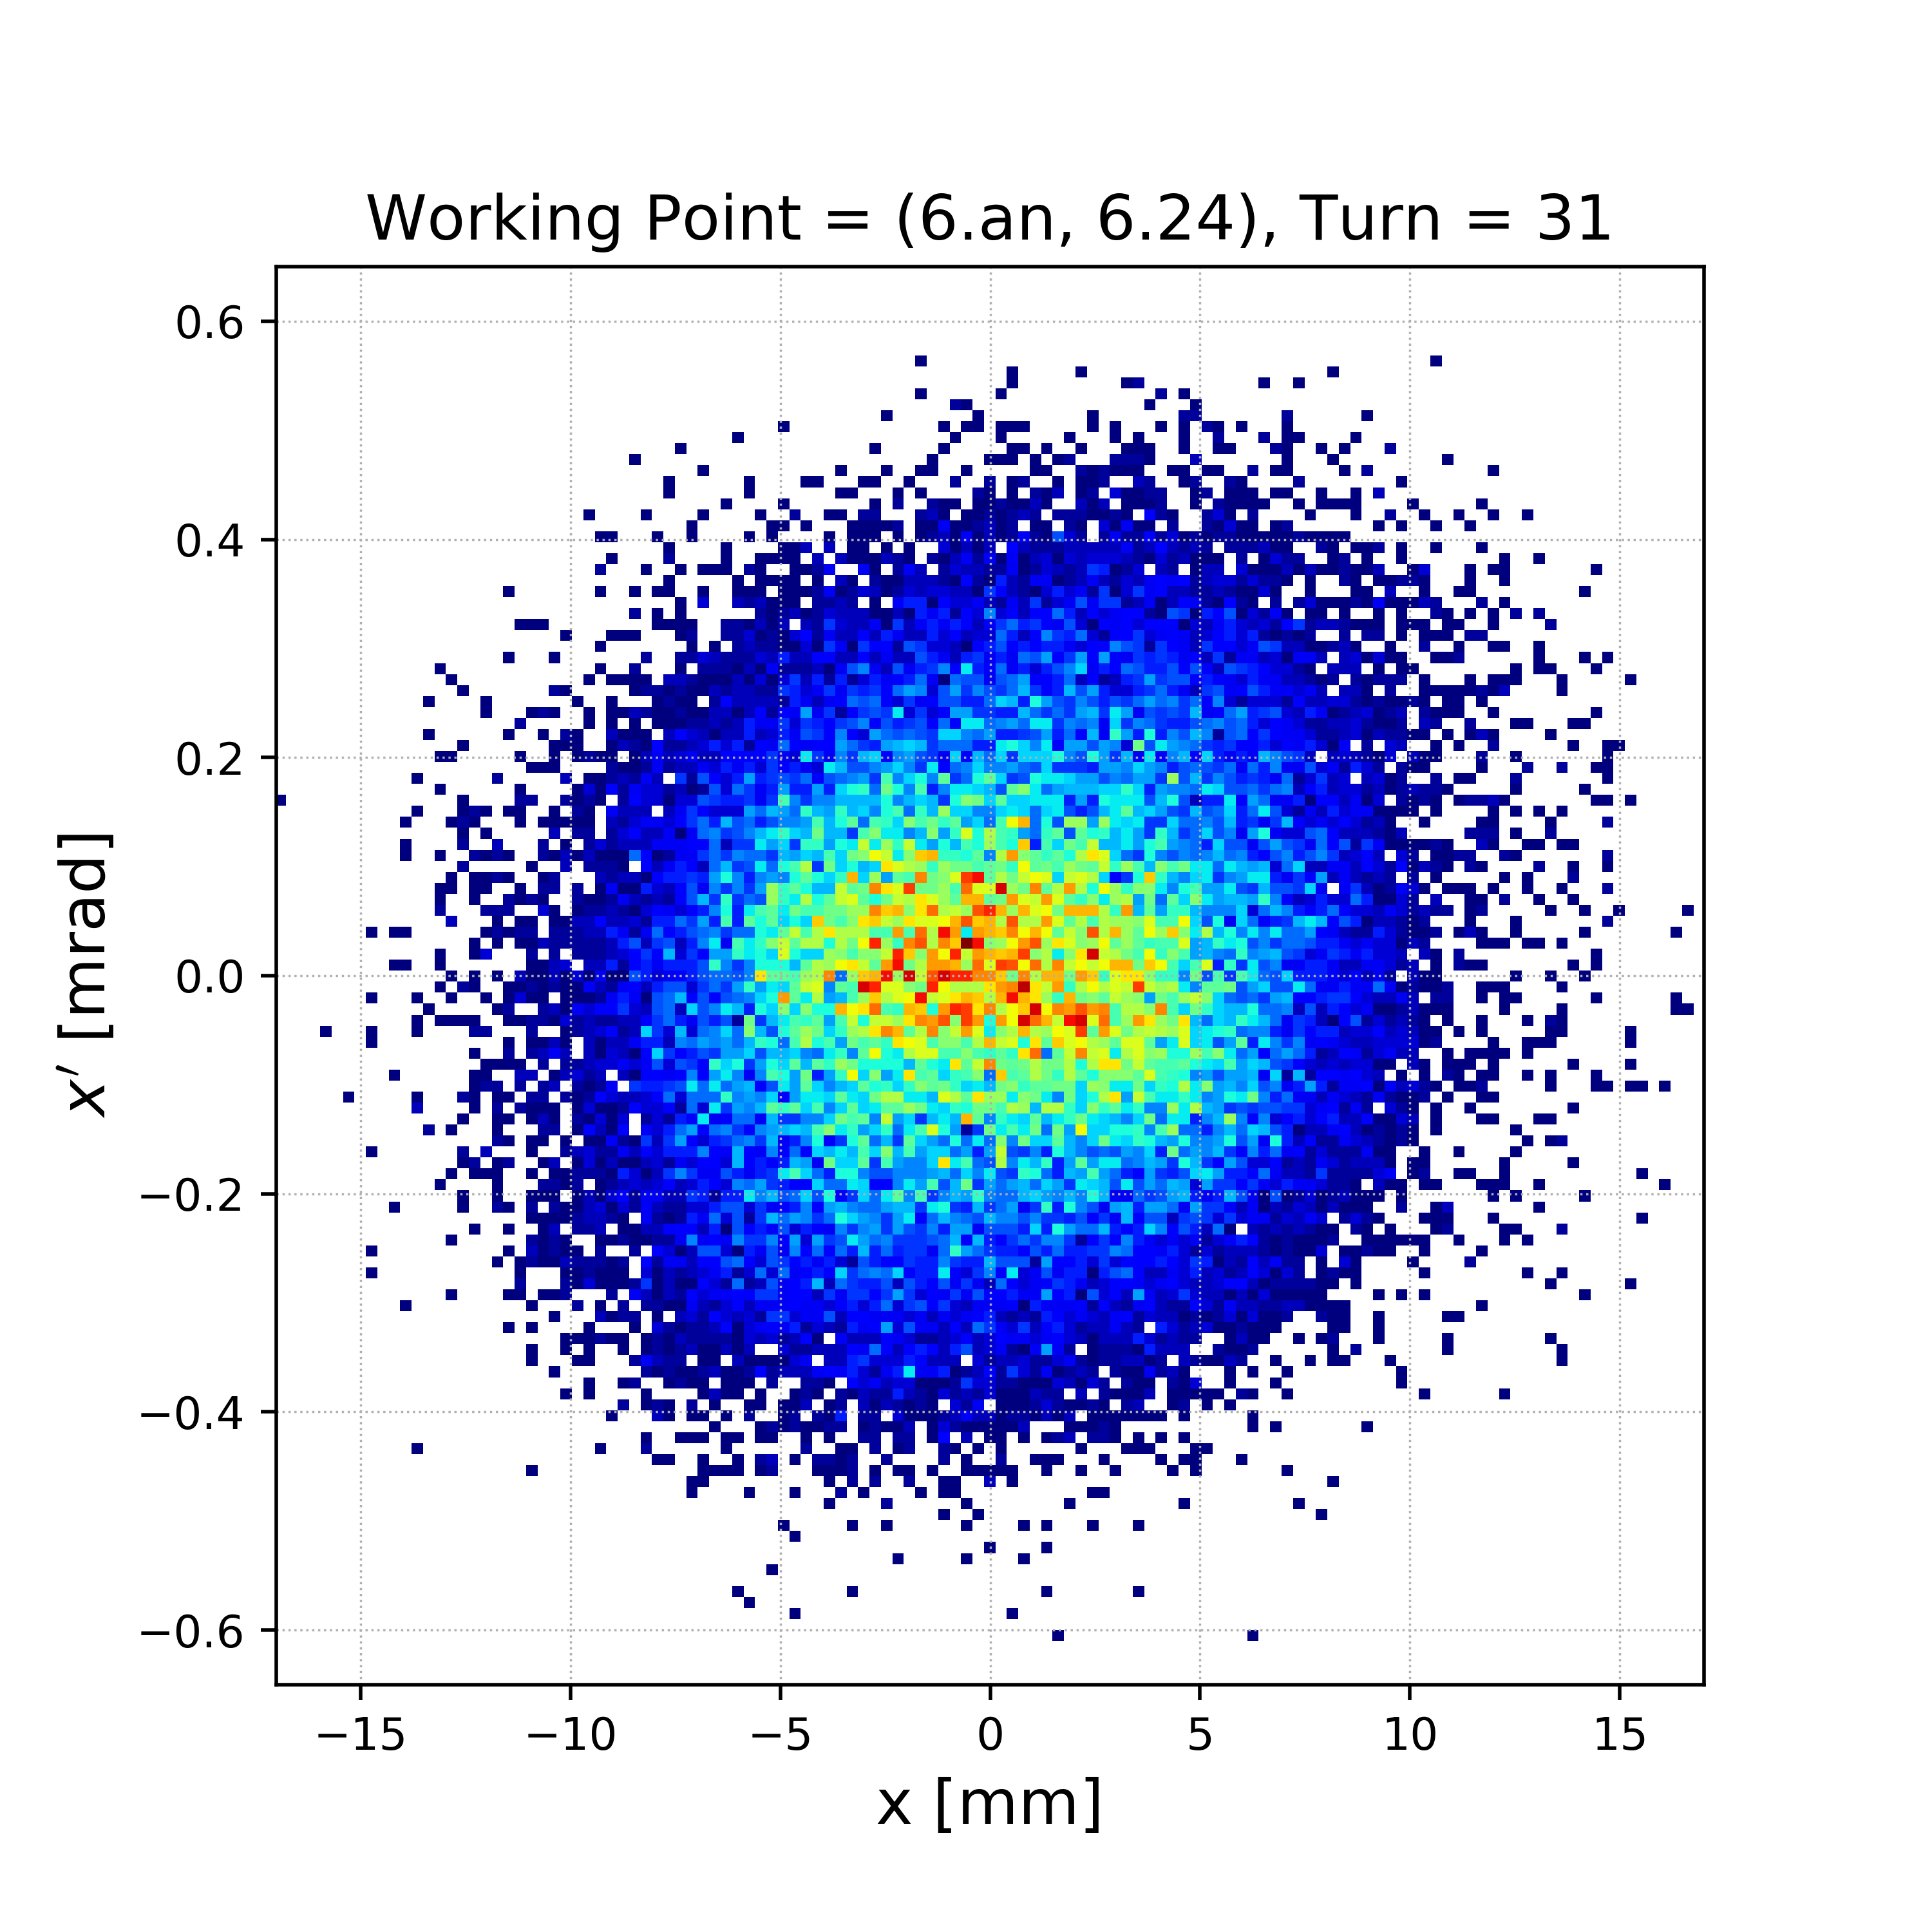 Working Point = (6.an, 6.24), Turn = 31
0.6
0.4
0.2
0.0
−0.2
−0.4
−0.6
x′ [mrad]
−15 −10 −5 0 5 10 15
x [mm]